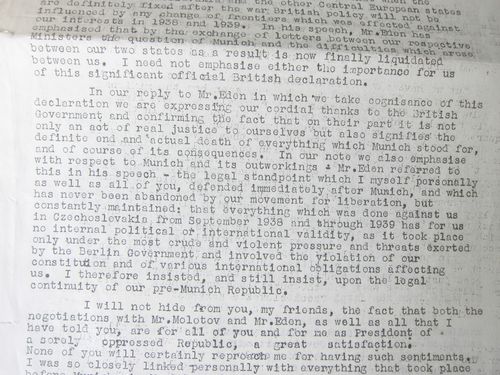 and the other Central European states
are definitely fixed after the war British policy will not be
influenced by any change of frontiers which was effected against
our interests in 1938 and 1939. In his speech, Mr.Eden has
emphasised that by the exchange of letters between our respective
Ministers the question of Munich and the difficulties which arose
between our two states as a result is now finally liquidated
between us. I need not emphasise either the importance for us
of this significant official British declaration.
In our reply to Mr.Eden in which we take cognisance of this
declaration we are expressing our cordial thanks to the British
Government and confirming the fact that on their part it is not
only an act of real justice to ourselves but also signifies the
definite end and actual death of everything which Munich stood for,
and of course of its consequences. In our note we also emphasise
with respect to Munich and its outworkings - Mr.Eden referred to
this in his speech - the legal standpoint which I myself personally
as well as all of you, defended immediately after Munich, and which
has never been abandoned by our movement for liberation, but
constantly maintained: that everything which was done against us
in Czechoslovakia from September 1938 and through 1939 has for us
no internal political or international validity, as it took place
only under the most crude and violent pressure and threats exerted
by the Berlin Government and involved the violation of our
constitution and of various international obligations affecting
us. I therefore insisted, and still insist, upon the legal
continuity of our pre-Munich Republic.
I will not hide from you, my friends, the fact that both the
negotiations with Mr.Molotov and Mr.Eden, as well as all that I
have told you, are for all of you and for me as President of
a sorely oppressed Republic, a great satisfaction.
None of you will certainly reproach me for having such sentiments.
I was so closely linked personally with everything that took place